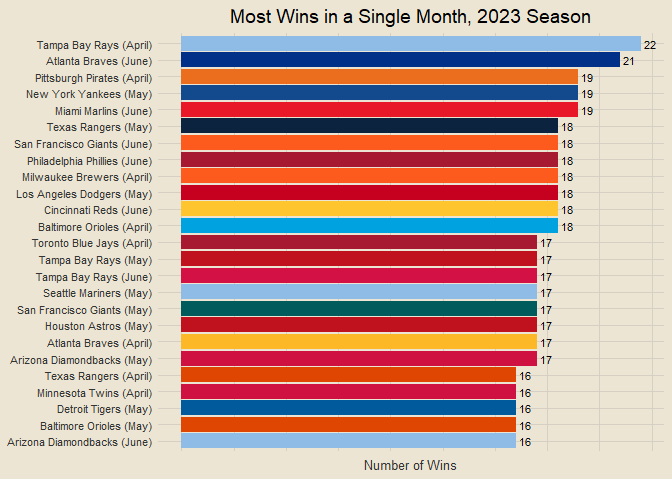 Most Wins in a Single Month, 2023 Season
Tampa Bay Rays (April) 22
Atlanta Braves (June) 21
Pittsburgh Pirates (April) 19
New York Yankees (May) 19
Miami Marlins (June) 19
Texas Rangers (May) 18
San Francisco Giants (June) 18
Philadelphia Phillies (June) 18
Milwaukee Brewers (April) 18
Los Angeles Dodgers (May) 18
Cincinnati Reds (June) 18
Baltimore Orioles (April) 18
Toronto Blue Jays (April) 17
Tampa Bay Rays (May) 17
Tampa Bay Rays (June) 17
Seattle Mariners (May) 17
San Francisco Giants (May) 17
Houston Astros (May) 17
Atlanta Braves (April) 17
Arizona Diamondbacks (May) 17
Texas Rangers (April) 16
Minnesota Twins (April) 16
Detroit Tigers (May) 16
Baltimore Orioles (May) 16
Arizona Diamondbacks (June) 16
Number of Wins